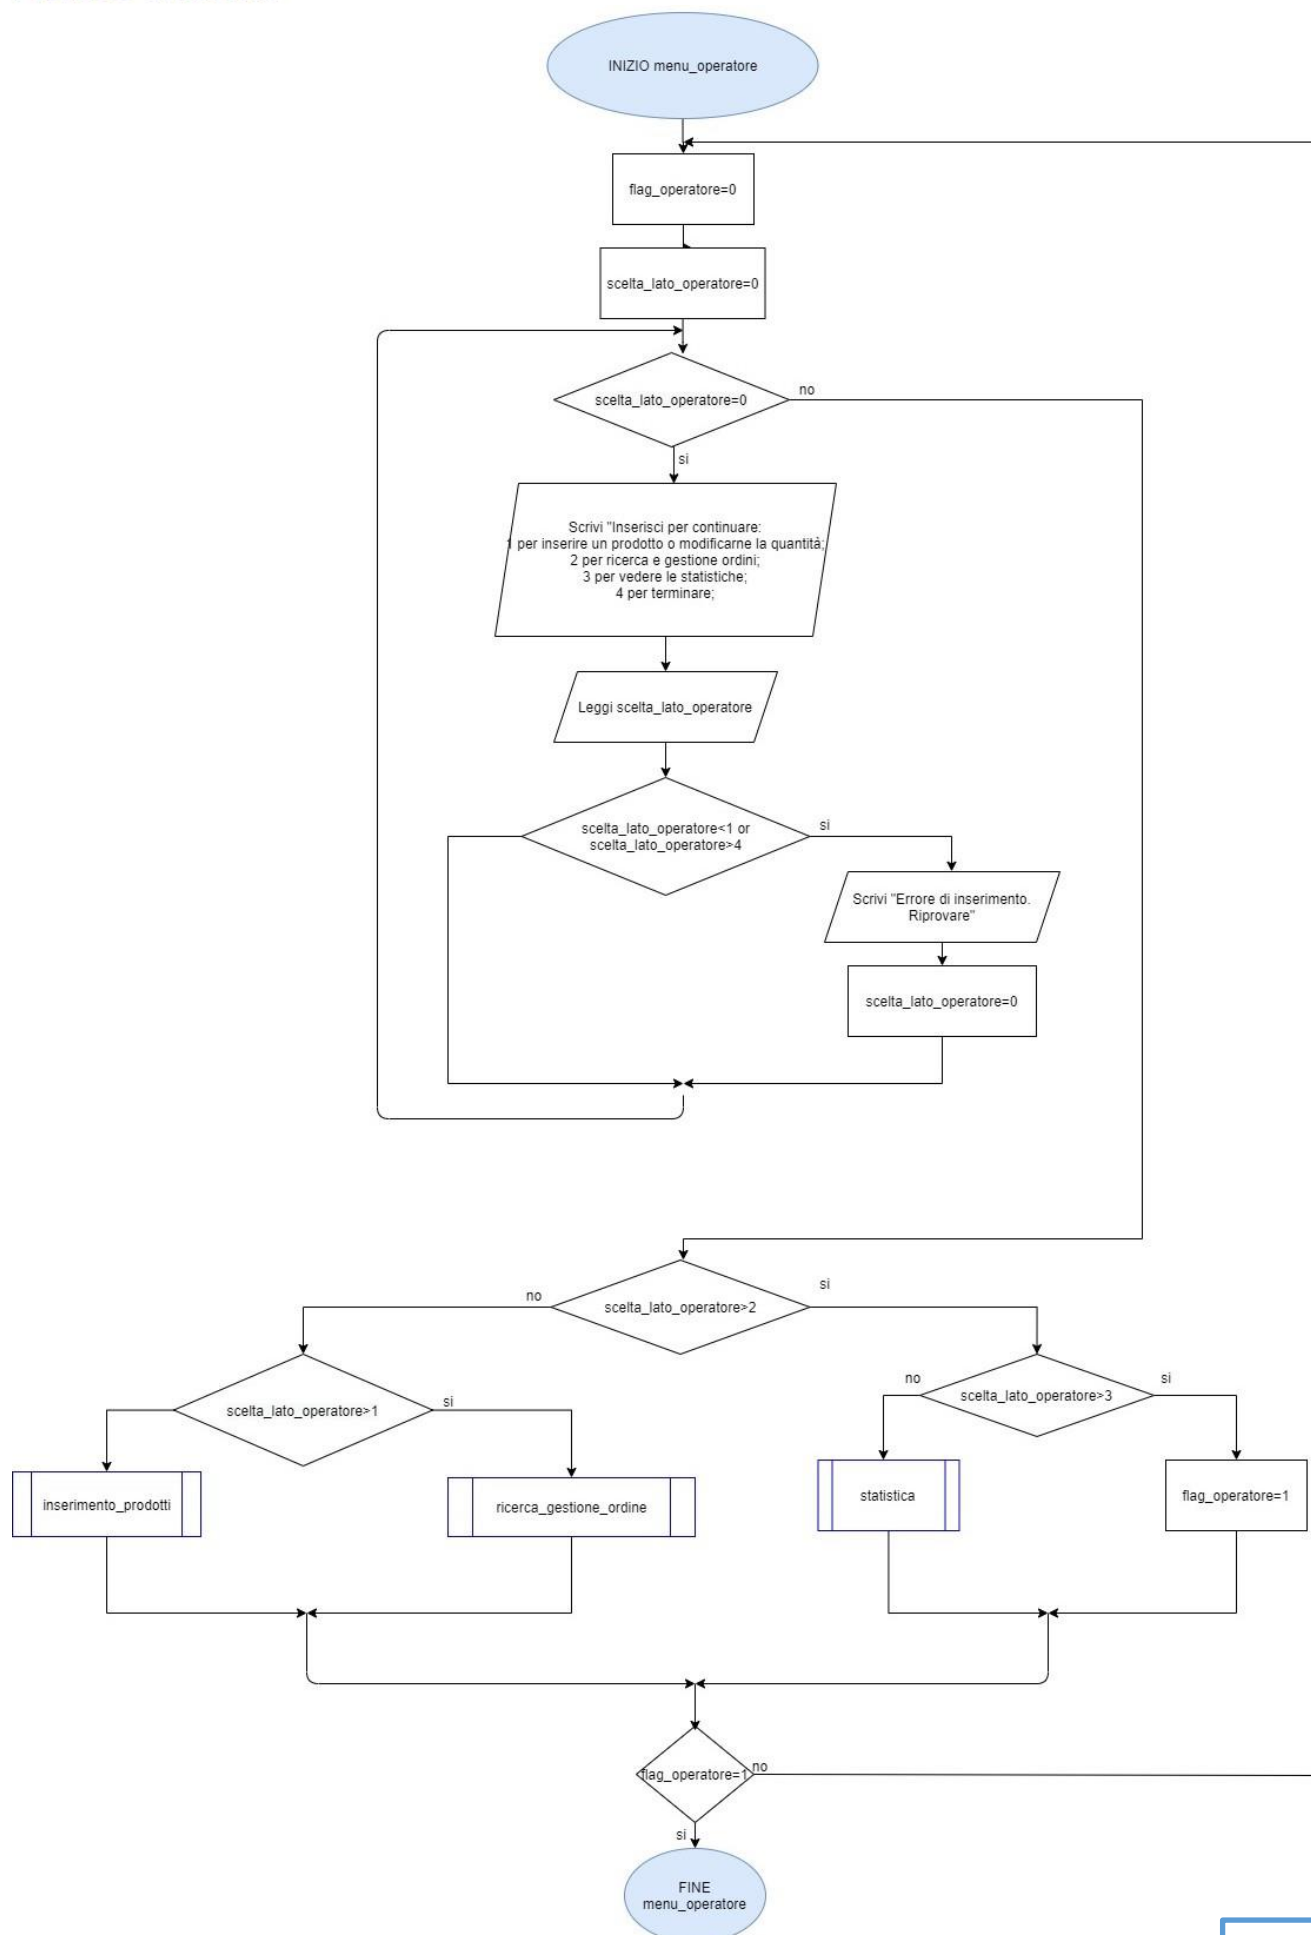 INIZIO menu_operatore
flag_operatore=0
scelta_lato_operatore=0
scelta_lato_operatore=0
no
si
Scrivi "Inserisci per continuare:
1 per inserire un prodotto o modificarne la quantità;
2 per ricerca e gestione ordini;
3 per vedere le statistiche;
4 per terminare;
Leggi scelta_lato_operatore
scelta_lato_operatore<1 or
scelta_lato_operatore>4
si
Scrivi "Errore di inserimento.
Riprovare"
scelta_lato_operatore=0
no
scelta_lato_operatore>2
si
scelta_lato_operatore>1
si
no
scelta_lato_operatore>3
si
inserimento_prodotti
ricerca_gestione_ordine
statistica
flag_operatore=1
flag_operatore=1
no
si
FINE
menu_operatore